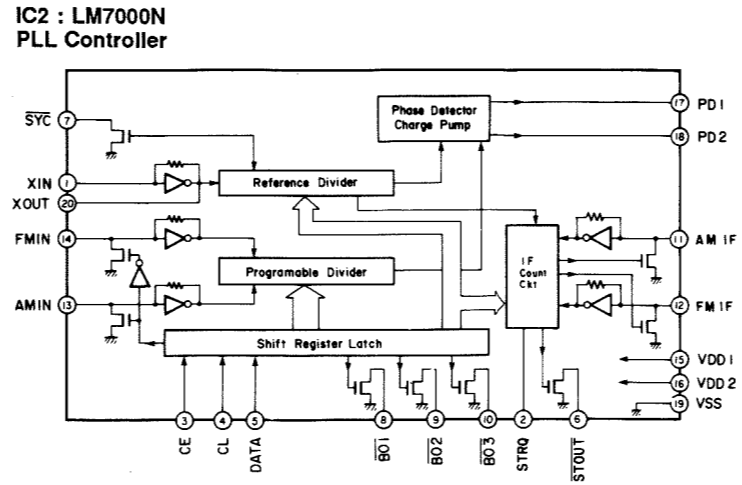 IC2 : LM7000N
PLL Controller
SYC 7
Phase Detector
Charge Pump
17 PD1
18 PD2
XIN 1
XOUT 20
Reference Divider
FMIN 14
11 AM IF
IF
Count
Ckt
Programable Divider
AMIN 13
12 FM IF
Shift Register Latch
15 VDD1
16 VDD2
19 VSS
3 4 5 8 9 10 2 6
CE CL DATA BO1 BO2 BO3 STRQ STOUT